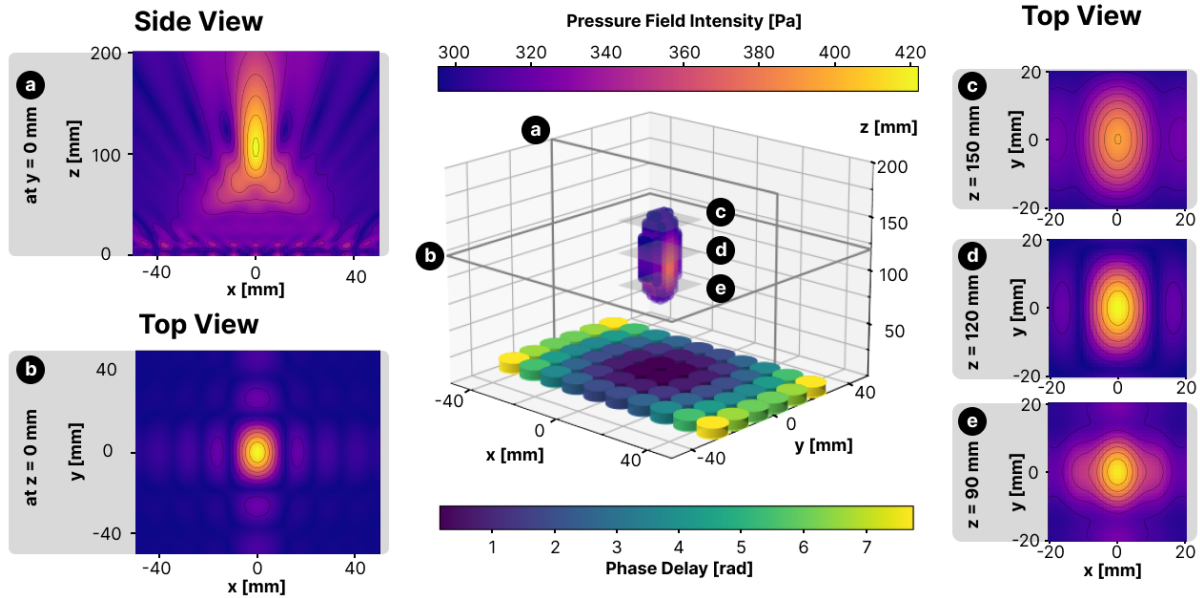 Side View
a
at y = 0 mm
z [mm]
200
100
0
-40
0
40
x [mm]
Top View
b
at z = 0 mm
y [mm]
40
0
-40
-40
0
40
x [mm]
Pressure Field Intensity [Pa]
300
320
340
360
380
400
420
a
b
c
d
e
z [mm]
200
150
100
50
-40
0
40
x [mm]
40
0
-40
y [mm]
1
2
3
4
5
6
7
Phase Delay [rad]
Top View
c
z = 150 mm
y [mm]
20
0
-20
-20
0
20
d
z = 120 mm
y [mm]
20
0
-20
-20
0
20
e
z = 90 mm
y [mm]
20
0
-20
-20
0
20
x [mm]